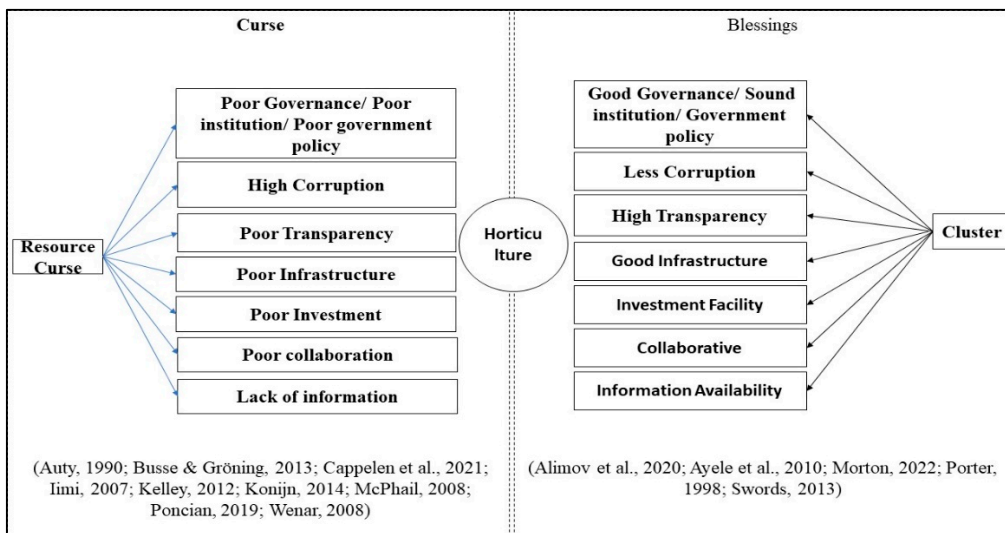 Curse
Blessings
Poor Governance/ Poor
institution/ Poor government
policy
High Corruption
Poor Transparency
Poor Infrastructure
Poor Investment
Poor collaboration
Lack of information
Resource
Curse
Horticu
lture
Good Governance/ Sound
institution/ Government
policy
Less Corruption
High Transparency
Good Infrastructure
Investment Facility
Collaborative
Information Availability
Cluster
(Auty, 1990; Busse & Gröning, 2013; Cappelen et al., 2021;
Iimi, 2007; Kelley, 2012; Konijn, 2014; McPhail, 2008;
Poncian, 2019; Wenar, 2008)
(Alimov et al., 2020; Ayele et al., 2010; Morton, 2022; Porter,
1998; Swords, 2013)